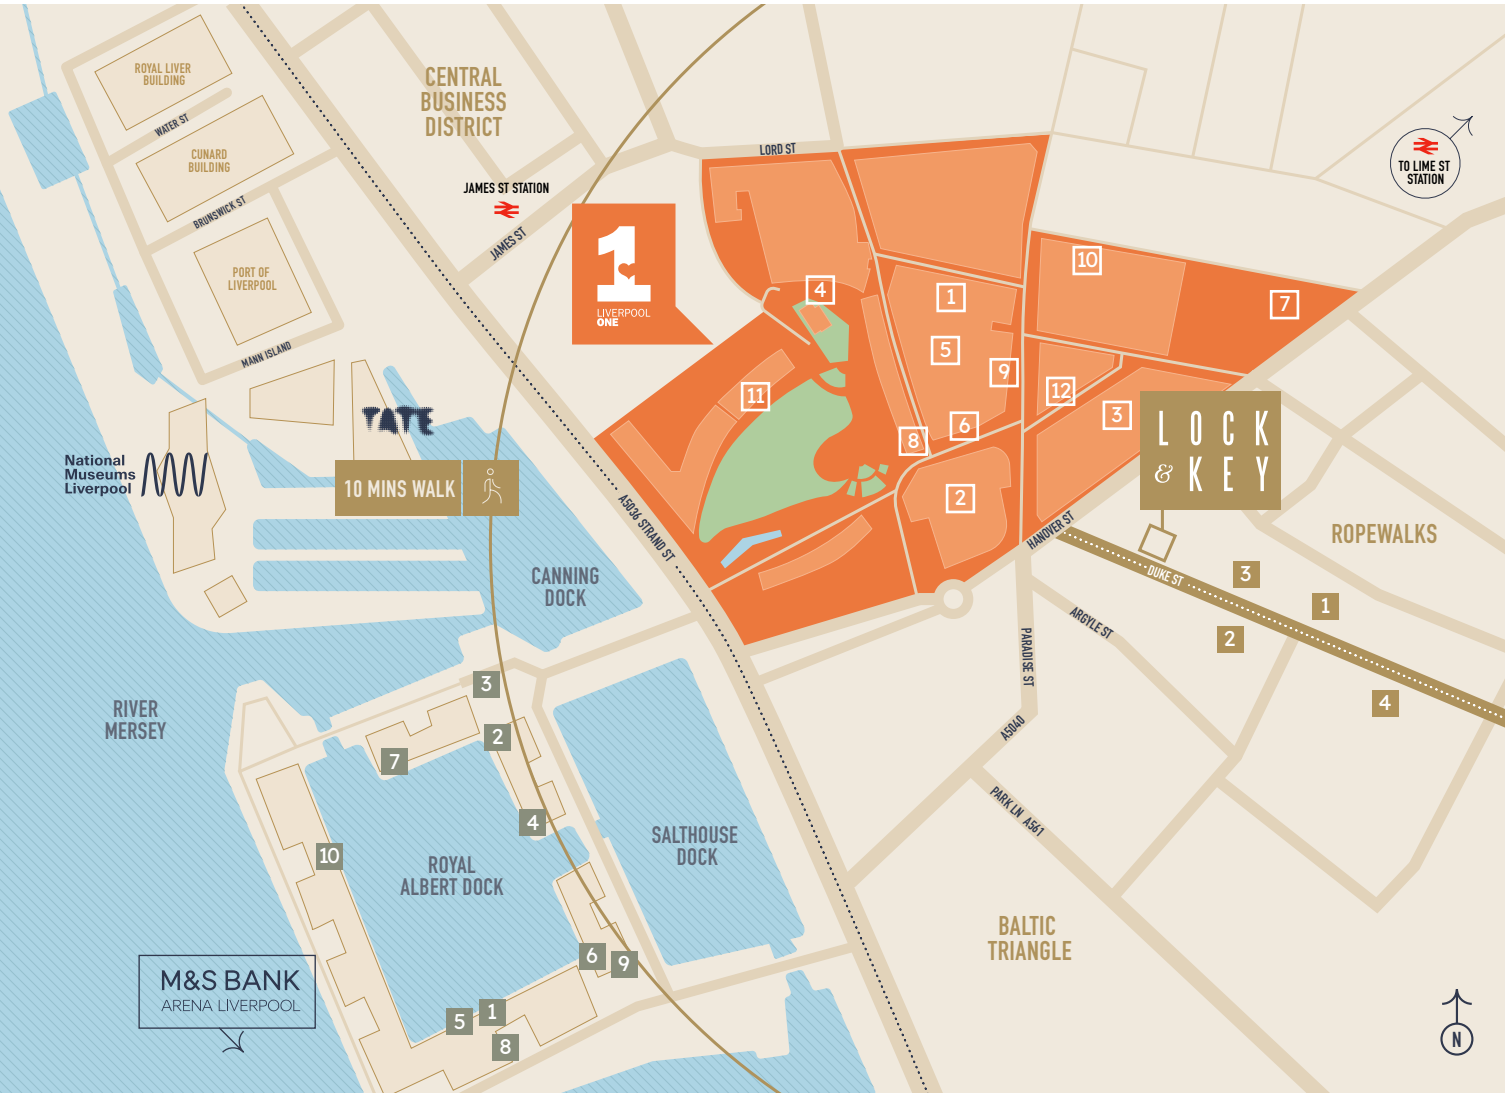 ROYAL LIVER
BUILDING
WATER ST
CUNARD
BUILDING
BRUNSWICK ST
PORT OF
LIVERPOOL
MANN ISLAND
CENTRAL
BUSINESS
DISTRICT
JAMES ST STATION
JAMES ST
LORD ST
TO LIME ST
STATION
1
LIVERPOOL
ONE
4
1
10
7
5
9
11
12
3
6
8
2
LOCK
& KEY
TATE
National
Museums
Liverpool
10 MINS WALK
A5036 STRAND ST
HANOVER ST
ROPEWALKS
DUKE ST
3
1
2
4
CANNING
DOCK
ARGYLE ST
PARADISE ST
A5040
PARK LN A561
RIVER
MERSEY
3
2
7
4
10
ROYAL
ALBERT DOCK
SALTHOUSE
DOCK
6
9
5
1
8
BALTIC
TRIANGLE
M&S BANK
ARENA LIVERPOOL
N